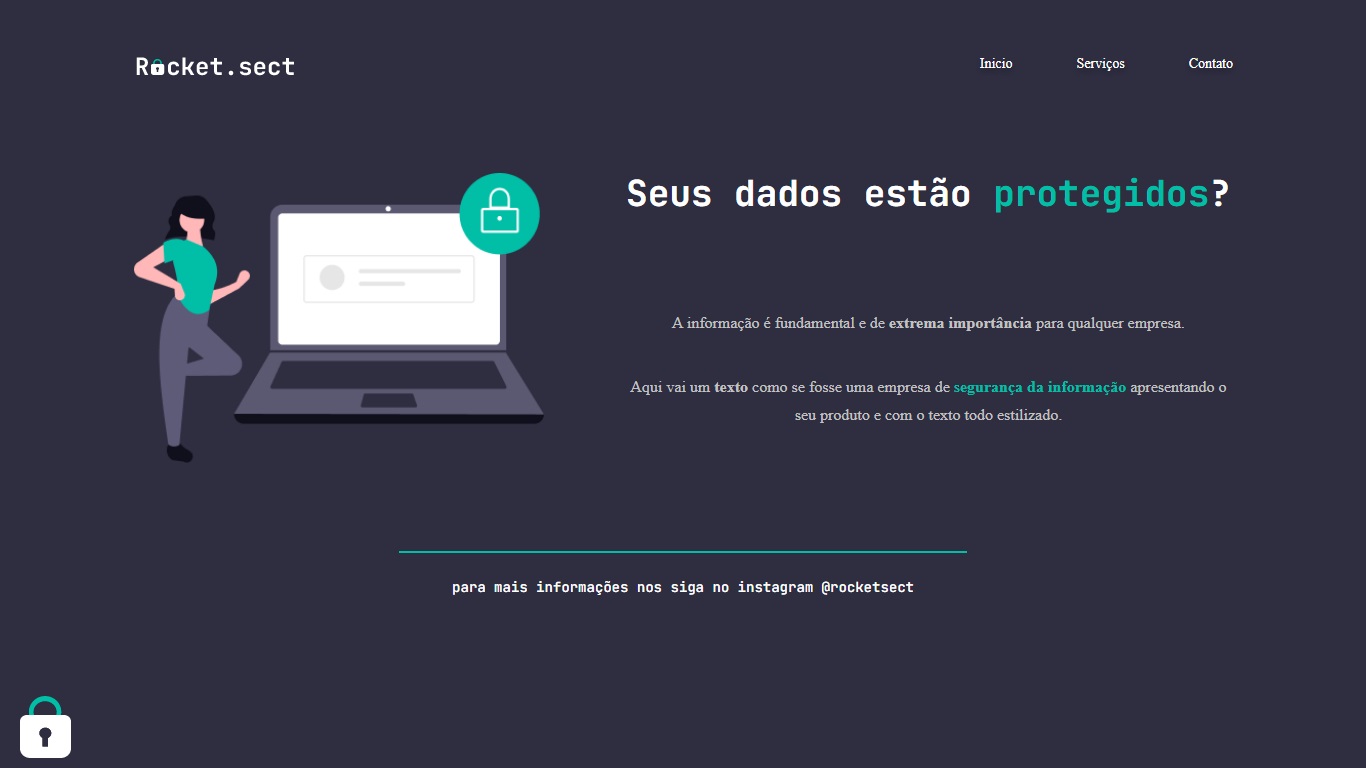 Rocket.sect
Inicio
Serviços
Contato
Seus dados estão protegidos?
A informação é fundamental e de extrema importância para qualquer empresa.
Aqui vai um texto como se fosse uma empresa de segurança da informação apresentando o
seu produto e com o texto todo estilizado.
para mais informações nos siga no instagram @rocketsect